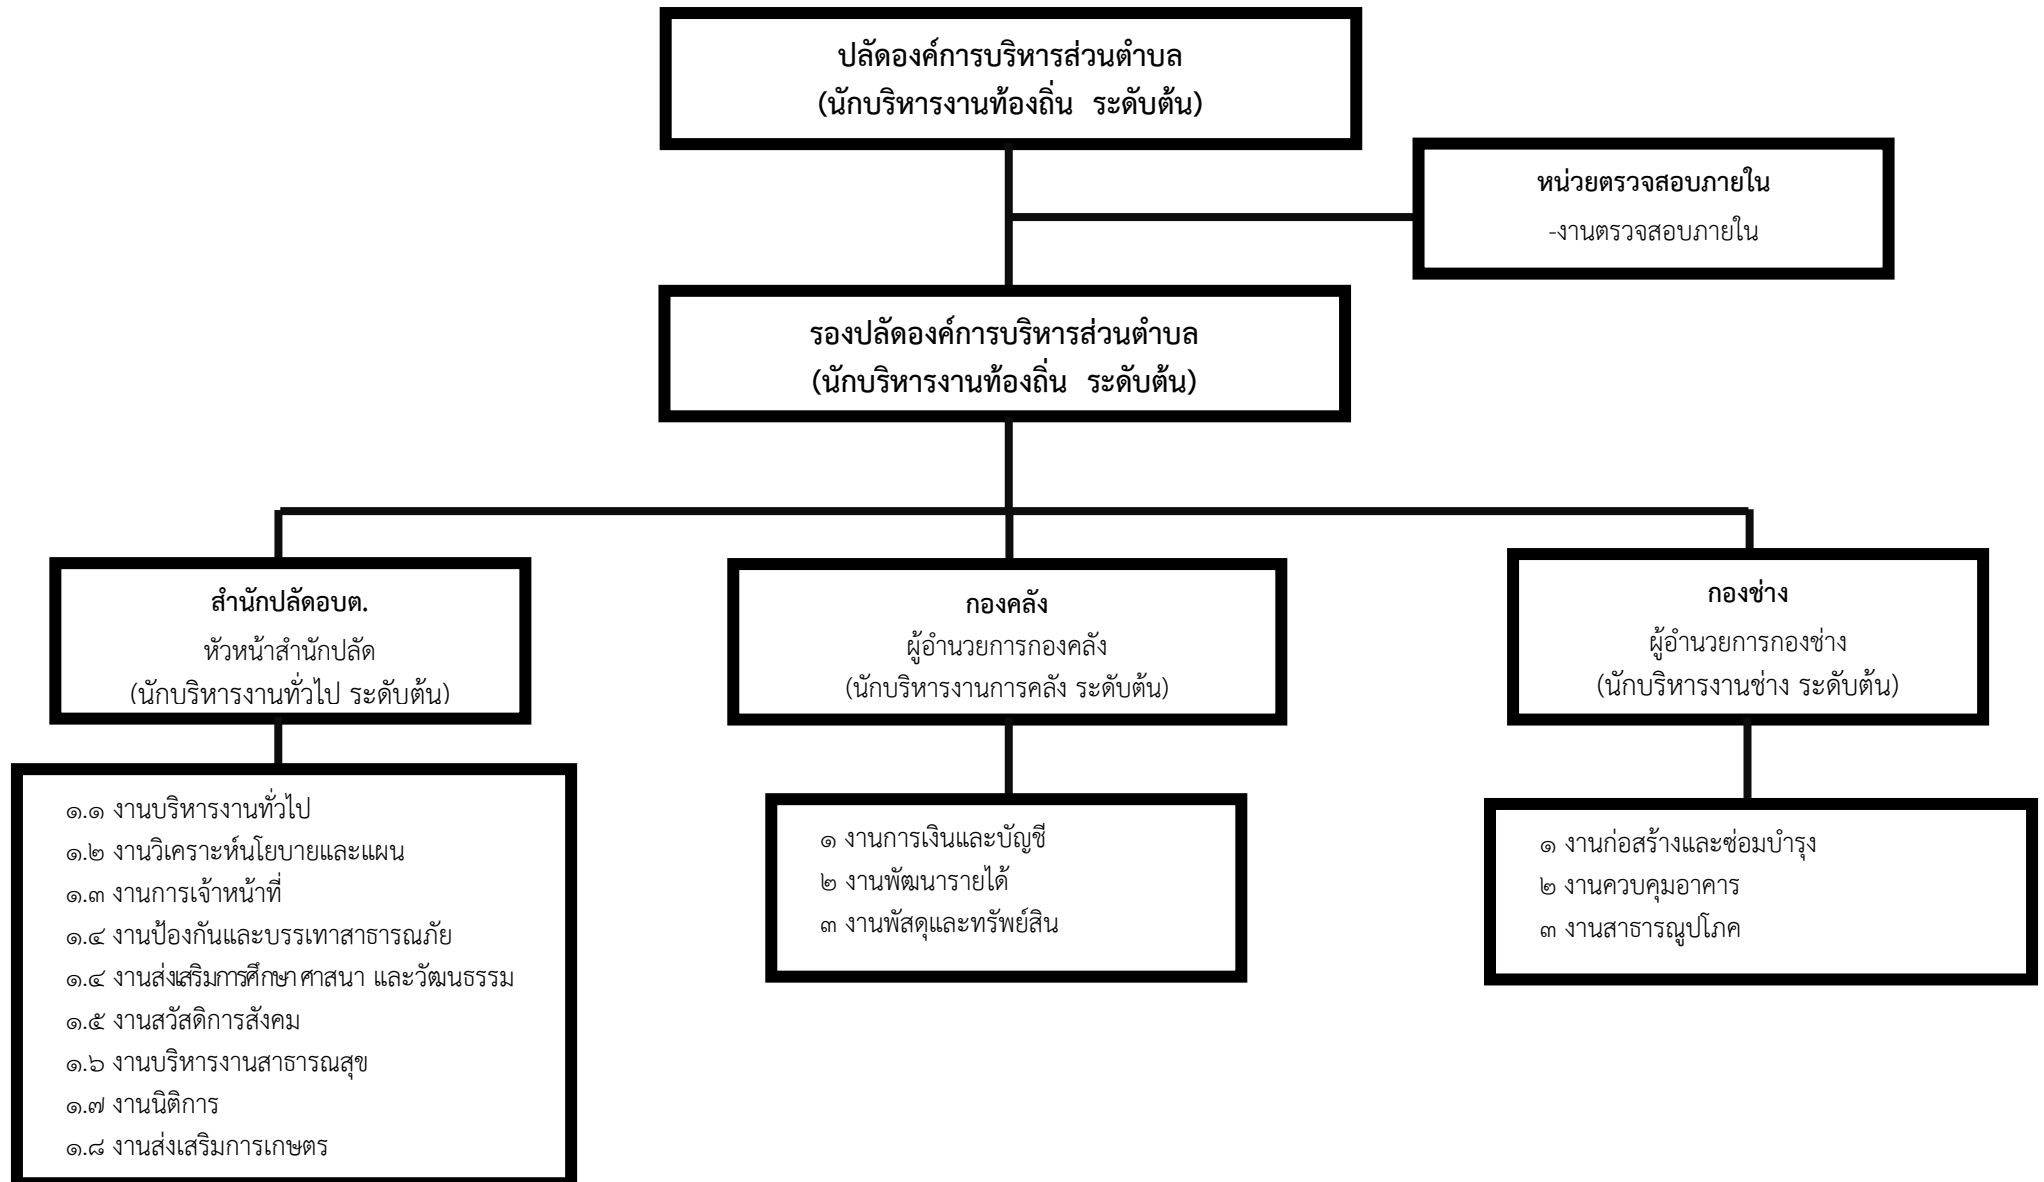 ปลัดองค์การบริหารส่วนตำบล
(นักบริหารงานท้องถิ่น ระดับต้น)
หน่วยตรวจสอบภายใน
-งานตรวจสอบภายใน
รองปลัดองค์การบริหารส่วนตำบล
(นักบริหารงานท้องถิ่น ระดับต้น)
สำนักปลัดอบต.
หัวหน้าสำนักปลัด
(นักบริหารงานทั่วไป ระดับต้น)
กองคลัง
ผู้อำนวยการกองคลัง
(นักบริหารงานการคลัง ระดับต้น)
กองช่าง
ผู้อำนวยการกองช่าง
(นักบริหารงานช่าง ระดับต้น)
๑.๑ งานบริหารงานทั่วไป
๑.๒ งานวิเคราะห์นโยบายและแผน
๑.๓ งานการเจ้าหน้าที่
๑.๔ งานป้องกันและบรรเทาสาธารณภัย
๑.๔ งานส่งเสริมการศึกษา ศาสนา และวัฒนธรรม
๑.๕ งานสวัสดิการสังคม
๑.๖ งานบริหารงานสาธารณสุข
๑.๗ งานนิติการ
๑.๘ งานส่งเสริมการเกษตร
๑ งานการเงินและบัญชี
๒ งานพัฒนารายได้
๓ งานพัสดุและทรัพย์สิน
๑ งานก่อสร้างและซ่อมบำรุง
๒ งานควบคุมอาคาร
๓ งานสาธารณูปโภค